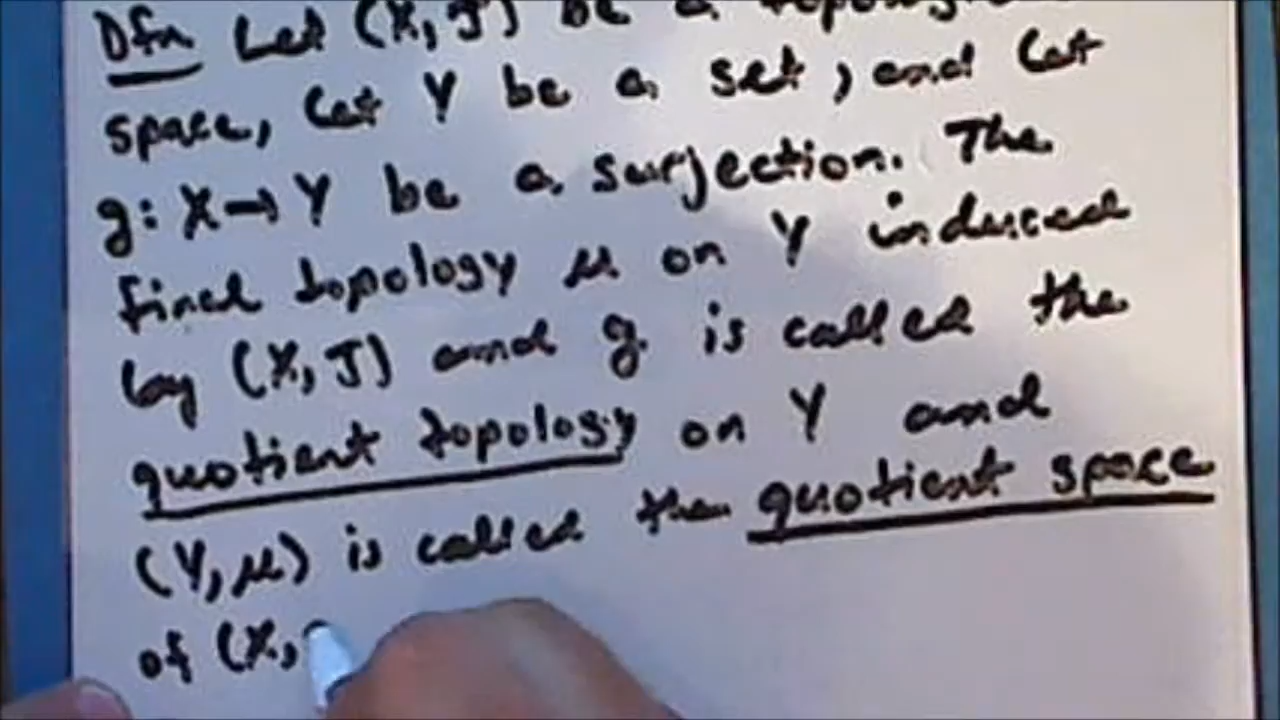 Dfn Let (X, J) be a
space, let Y be a set, and let
g: X → Y be a surjection. The
final topology μ on Y induced
by (X, J) and g is called the
quotient topology on Y and
(Y, μ) is called the quotient space
of (X,